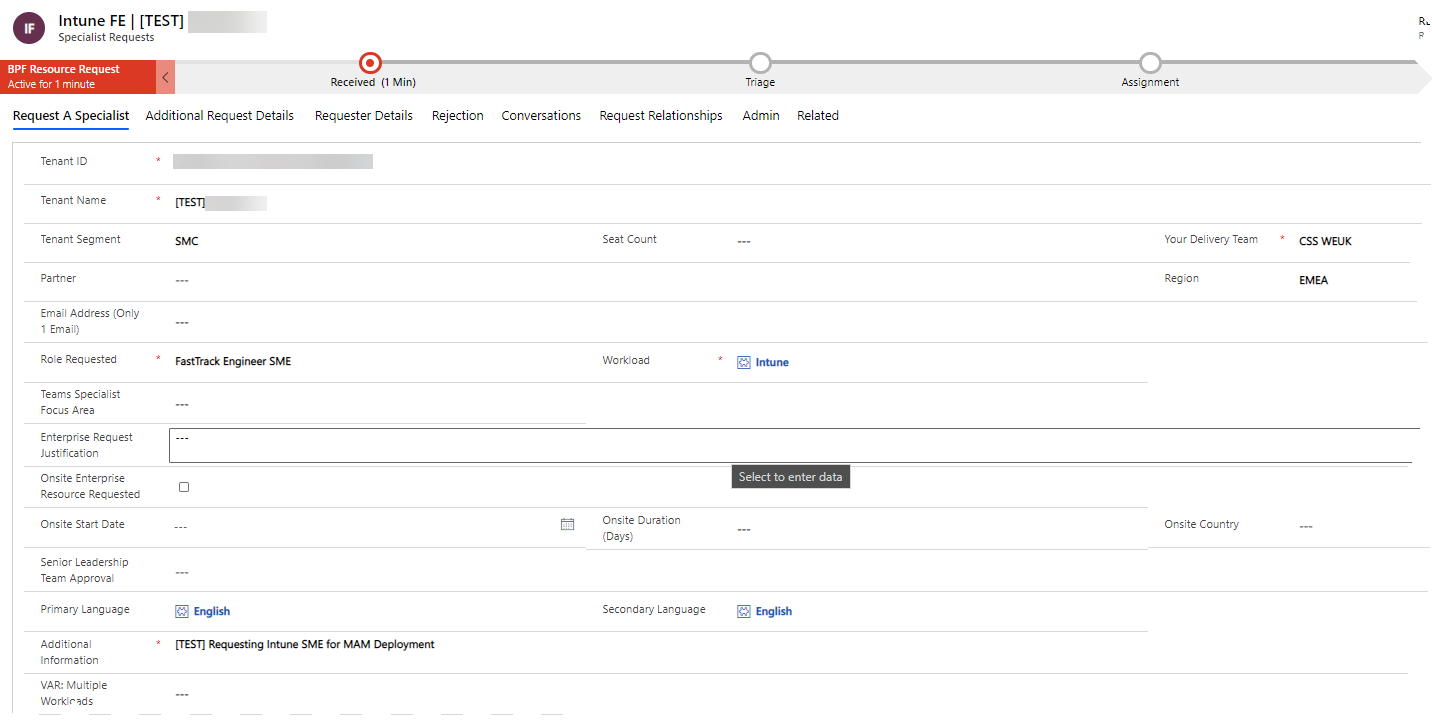 IF
Intune FE | [TEST]
Specialist Requests
BPF Resource Request
Active for 1 minute
Received (1 Min)
Triage
Assignment
Request A Specialist
Additional Request Details
Requester Details
Rejection
Conversations
Request Relationships
Admin
Related
Tenant ID *
Tenant Name * [TEST]
Tenant Segment SMC
Seat Count ---
Your Delivery Team * CSS WEUK
Partner ---
Region EMEA
Email Address (Only
1 Email) ---
Role Requested * FastTrack Engineer SME
Workload * Intune
Teams Specialist
Focus Area ---
Enterprise Request
Justification ---
Select to enter data
Onsite Enterprise
Resource Requested
Onsite Start Date ---
Onsite Duration
(Days) ---
Onsite Country ---
Senior Leadership
Team Approval ---
Primary Language English
Secondary Language English
Additional
Information * [TEST] Requesting Intune SME for MAM Deployment
VAR: Multiple
Workloads ---